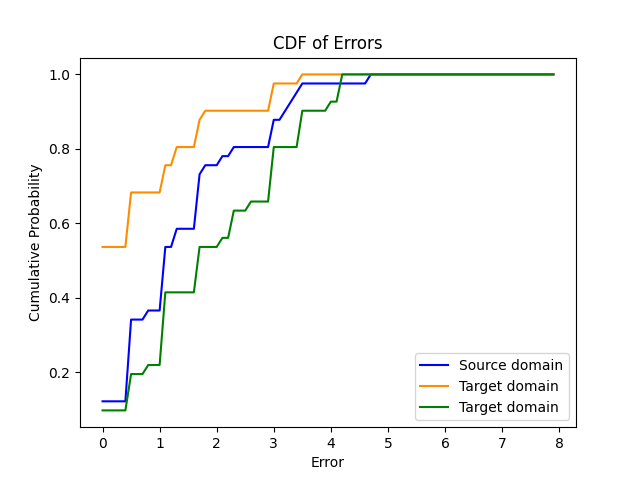 CDF of Errors
Cumulative Probability
1.0
0.8
0.6
0.4
0.2
Source domain
Target domain
Target domain
0 1 2 3 4 5 6 7 8
Error